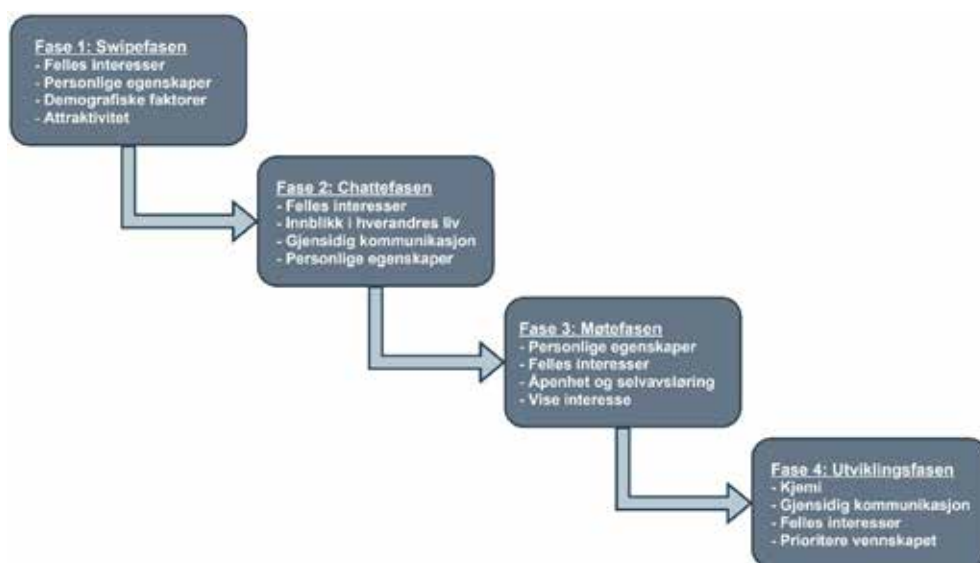 Fase 1: Swipefasen
- Felles interesser
- Personlige egenskaper
- Demografiske faktorer
- Attraktivitet
Fase 2: Chattefasen
- Felles interesser
- Innblikk i hverandres liv
- Gjensidig kommunikasjon
- Personlige egenskaper
Fase 3: Møtefasen
- Personlige egenskaper
- Felles interesser
- Åpenhet og selvavsløring
- Vise interesse
Fase 4: Utviklingsfasen
- Kjemi
- Gjensidig kommunikasjon
- Felles interesser
- Prioritere vennskapet